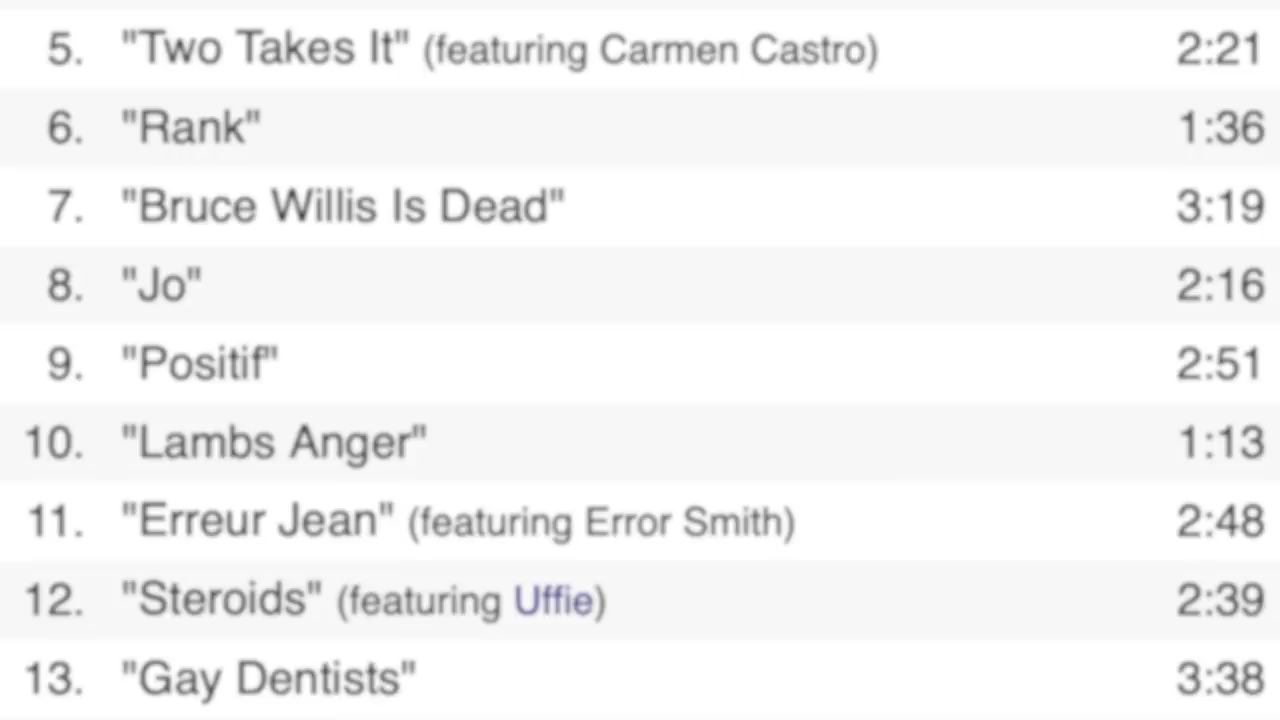 5. "Two Takes It" (featuring Carmen Castro) 2:21
6. "Rank" 1:36
7. "Bruce Willis Is Dead" 3:19
8. "Jo" 2:16
9. "Positif" 2:51
10. "Lambs Anger" 1:13
11. "Erreur Jean" (featuring Error Smith) 2:48
12. "Steroids" (featuring Uffie) 2:39
13. "Gay Dentists" 3:38